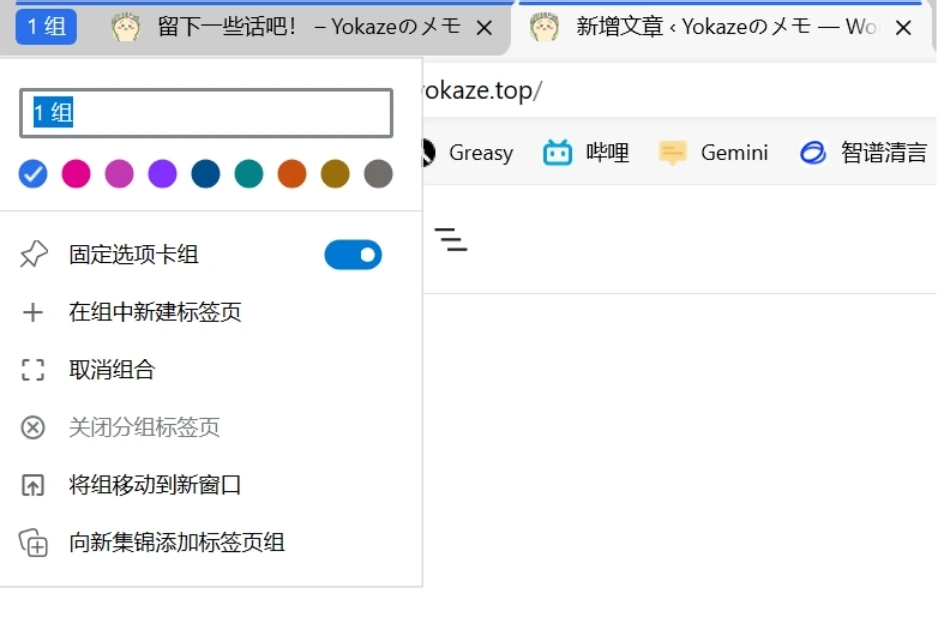 1 组 留下一些话吧! – Yokazeのメモ 新增文章 ‹ Yokazeのメモ — Wo
1 组
okaze.top/
Greasy 哔哩 Gemini 智谱清言
固定选项卡组
在组中新建标签页
取消组合
关闭分组标签页
将组移动到新窗口
向新集锦添加标签页组